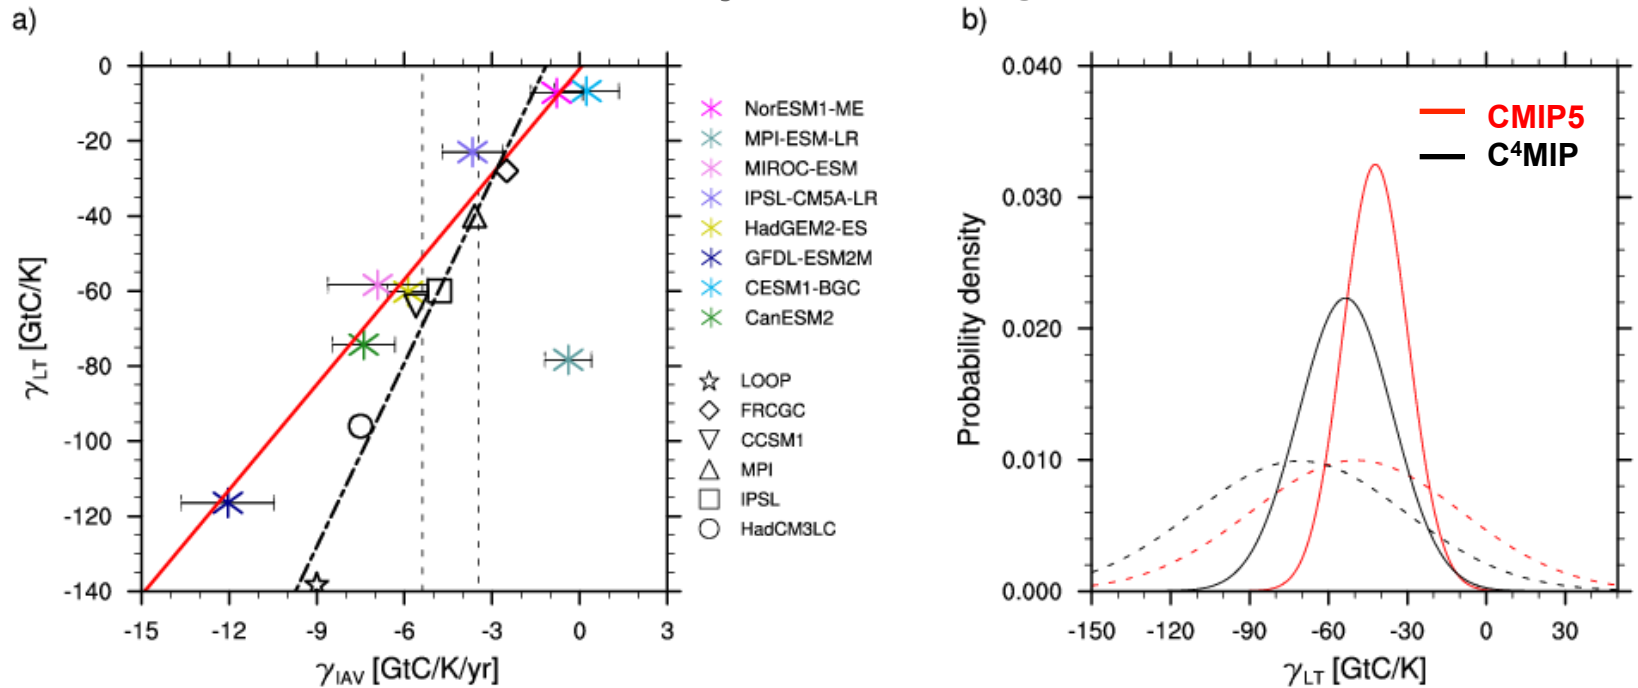 a)
0
-20
-40
-60
-80
-100
-120
-140
-15
-12
-9
-6
-3
0
3
γLT [GtC/K]
γIAV [GtC/K/yr]
NorESM1-ME
MPI-ESM-LR
MIROC-ESM
IPSL-CM5A-LR
HadGEM2-ES
GFDL-ESM2M
CESM1-BGC
CanESM2
LOOP
FRCGC
CCSM1
MPI
IPSL
HadCM3LC
b)
0.040
0.030
0.020
0.010
0.000
-150
-120
-90
-60
-30
0
30
Probability density
γLT [GtC/K]
CMIP5
C⁴MIP